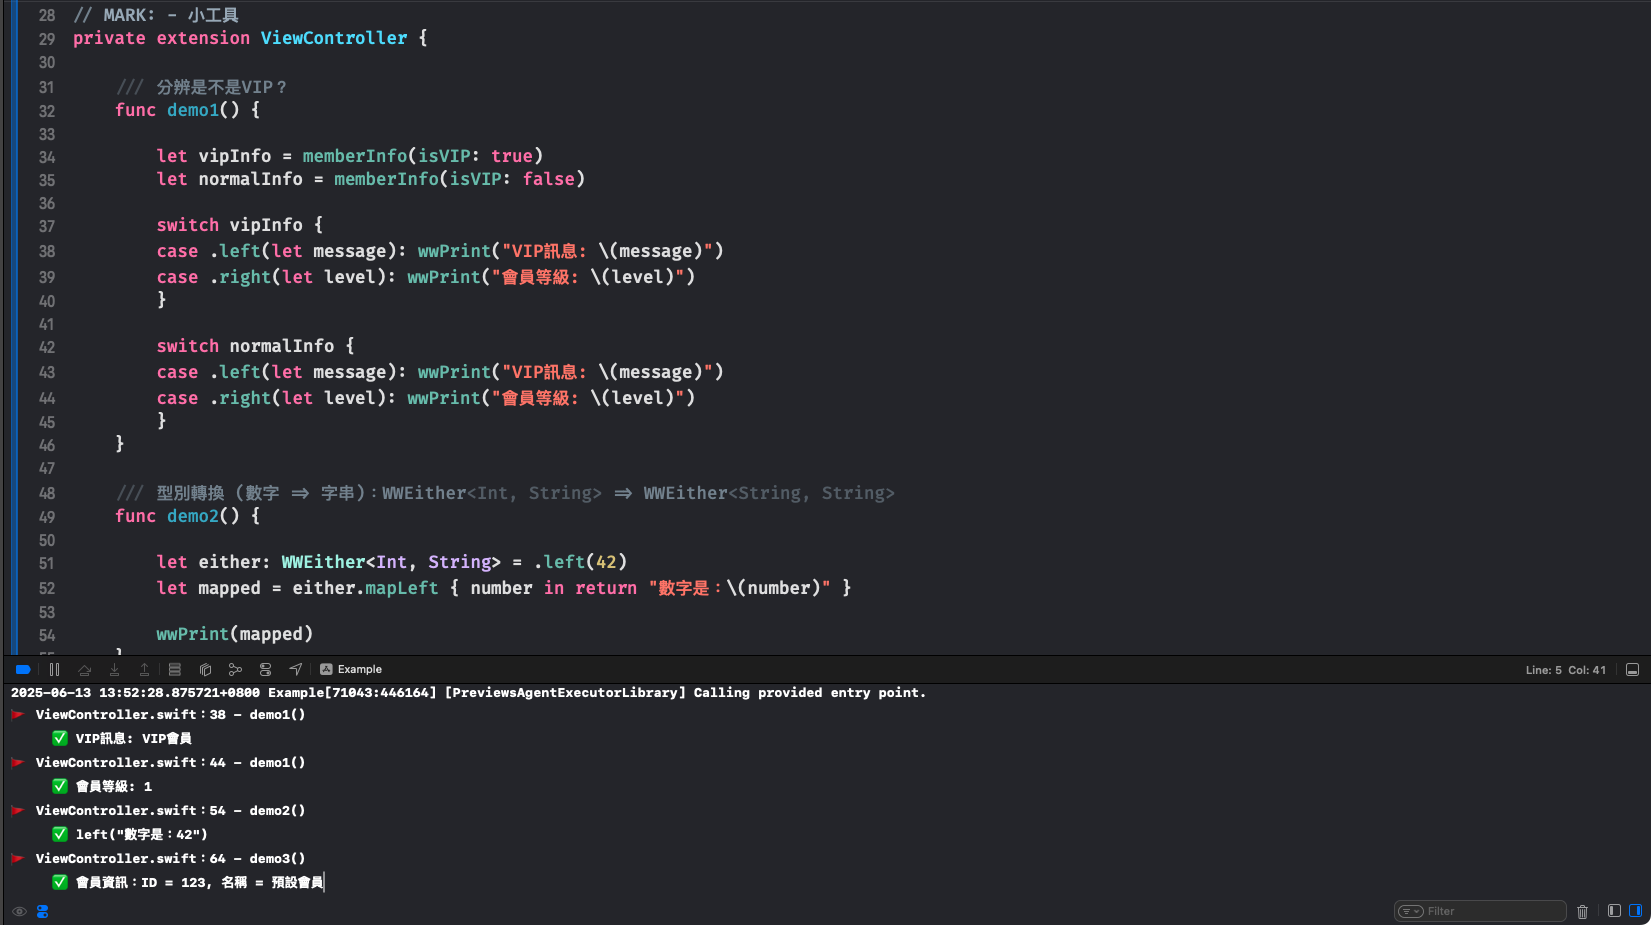 28 // MARK: - 小工具
29 private extension ViewController {
30
31 /// 分辨是不是VIP？
32 func demo1() {
33
34 let vipInfo = memberInfo(isVIP: true)
35 let normalInfo = memberInfo(isVIP: false)
36
37 switch vipInfo {
38 case .left(let message): wwPrint("VIP訊息: \(message)")
39 case .right(let level): wwPrint("會員等級: \(level)")
40 }
41
42 switch normalInfo {
43 case .left(let message): wwPrint("VIP訊息: \(message)")
44 case .right(let level): wwPrint("會員等級: \(level)")
45 }
46 }
47
48 /// 型別轉換 (數字 => 字串)：WWEither<Int, String> => WWEither<String, String>
49 func demo2() {
50
51 let either: WWEither<Int, String> = .left(42)
52 let mapped = either.mapLeft { number in return "數字是：\(number)" }
53
54 wwPrint(mapped)
55 }
Example
Line: 5 Col: 41
2025-06-13 13:52:28.875721+0800 Example[71043:446164] [PreviewsAgentExecutorLibrary] Calling provided entry point.
🚩 ViewController.swift：38 - demo1()
✅ VIP訊息: VIP會員
🚩 ViewController.swift：44 - demo1()
✅ 會員等級: 1
🚩 ViewController.swift：54 - demo2()
✅ left("數字是：42")
🚩 ViewController.swift：64 - demo3()
✅ 會員資訊：ID = 123, 名稱 = 預設會員
Filter